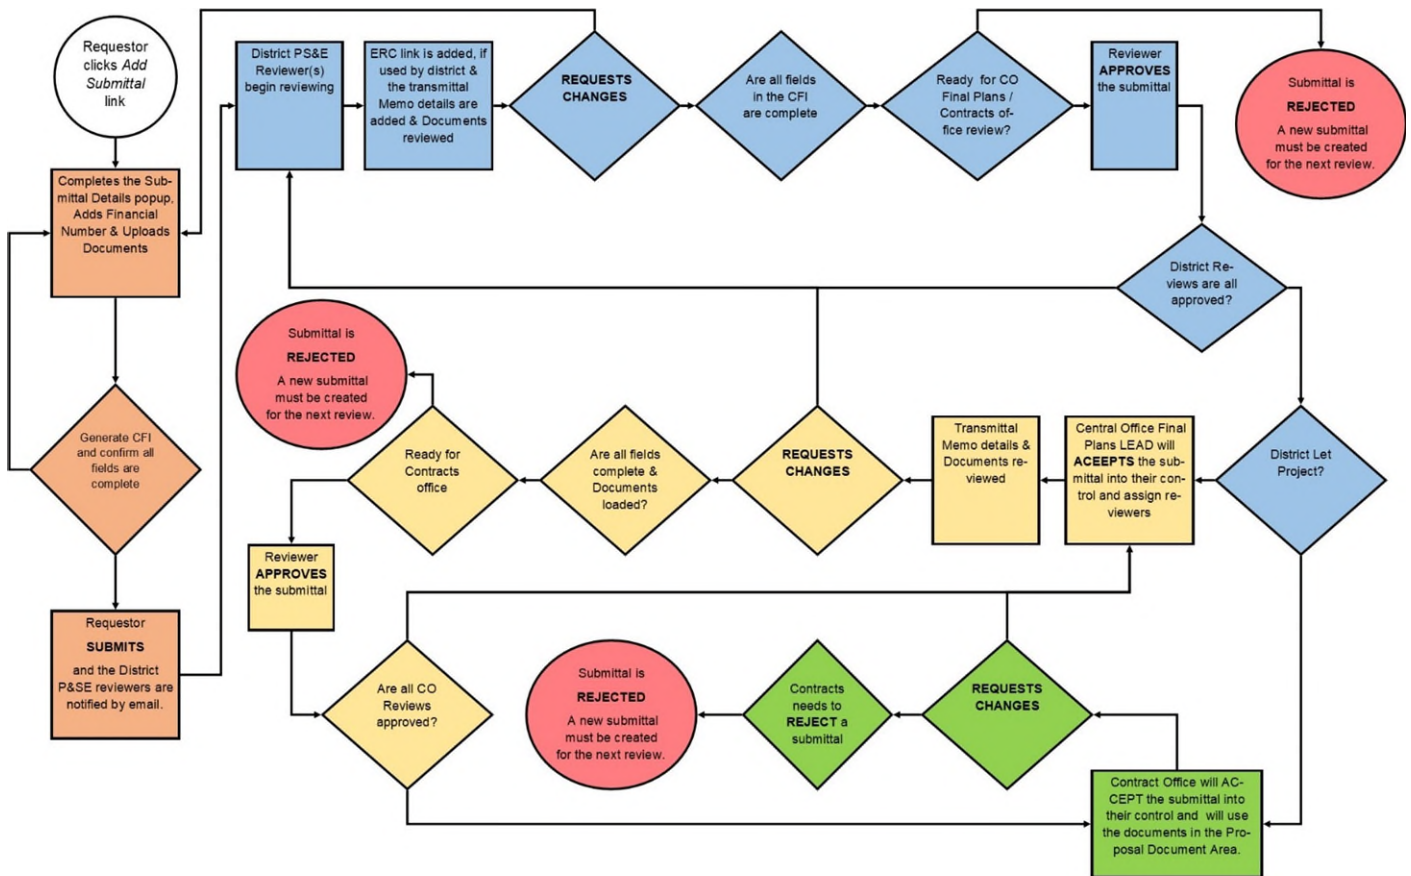 Requestor
clicks Add
Submittal
link
Completes the Sub-
mittal Details popup,
Adds Financial
Number & Uploads
Documents
Generate CFI
and confirm all
fields are
complete
Requestor
SUBMITS
and the District
P&SE reviewers are
notified by email.
District PS&E
Reviewer(s)
begin reviewing
ERC link is added, if
used by district &
the transmittal
Memo details are
added & Documents
reviewed
REQUESTS
CHANGES
Are all fields
in the CFI
are complete
Ready for CO
Final Plans /
Contracts of-
fice review?
Reviewer
APPROVES
the submittal
Submittal is
REJECTED
A new submittal
must be created
for the next review.
District Re-
views are all
approved?
District Let
Project?
Central Office Final
Plans LEAD will
ACEEPTS the sub-
mittal into their con-
trol and assign re-
viewers
Transmittal
Memo details &
Documents re-
viewed
REQUESTS
CHANGES
Are all fields
complete &
Documents
loaded?
Ready for
Contracts
office
Submittal is
REJECTED
A new submittal
must be created
for the next review.
Reviewer
APPROVES
the submittal
Are all CO
Reviews
approved?
Contract Office will AC-
CEPT the submittal into
their control and will use
the documents in the Pro-
posal Document Area.
REQUESTS
CHANGES
Contracts
needs to
REJECT a
submittal
Submittal is
REJECTED
A new submittal
must be created
for the next review.